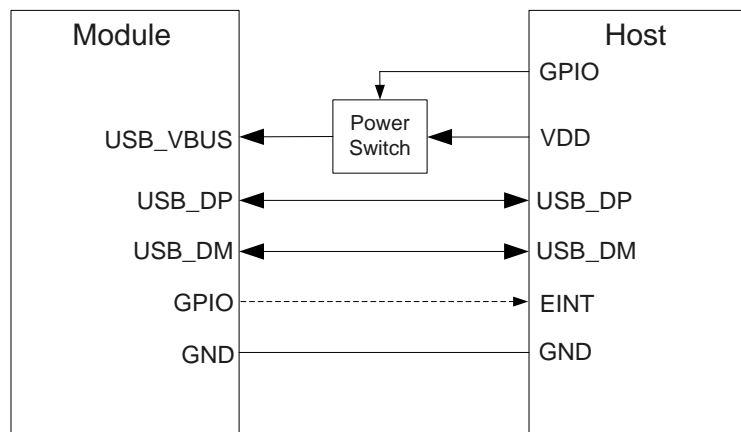 Module
Host
GPIO
USB_VBUS
Power
Switch
VDD
USB_DP
USB_DP
USB_DM
USB_DM
GPIO
EINT
GND
GND